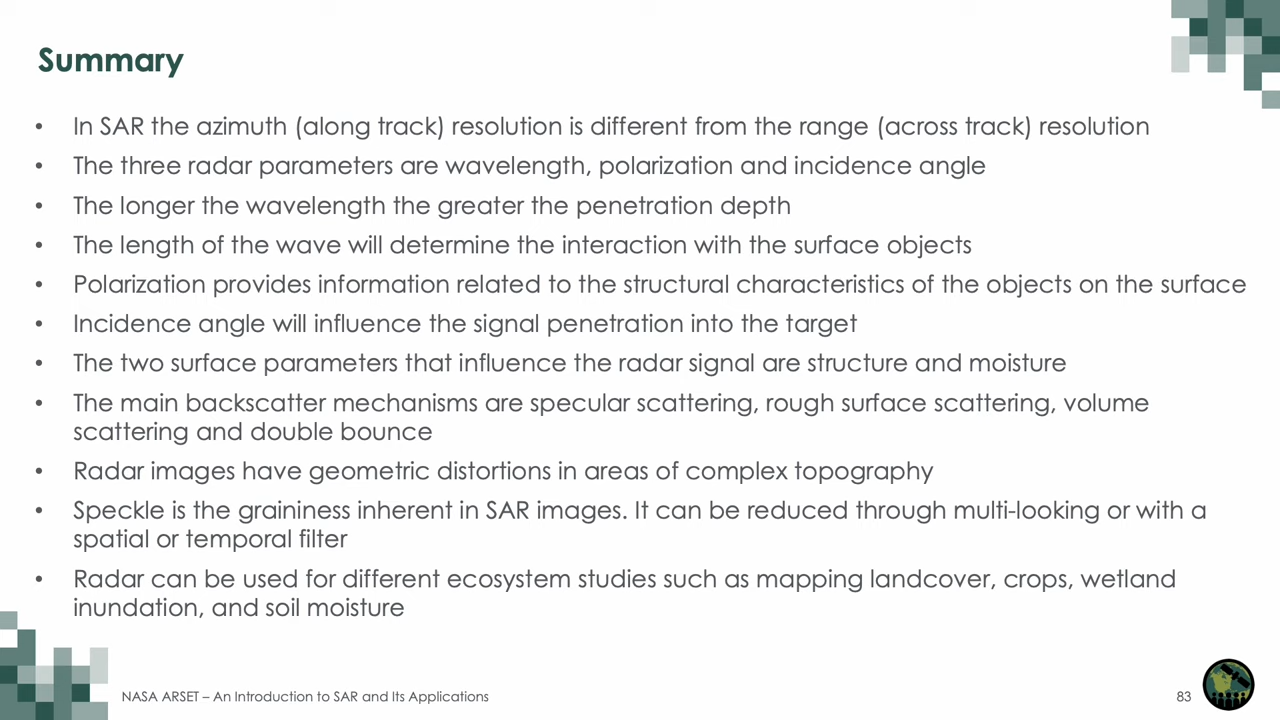 Summary
• In SAR the azimuth (along track) resolution is different from the range (across track) resolution
• The three radar parameters are wavelength, polarization and incidence angle
• The longer the wavelength the greater the penetration depth
• The length of the wave will determine the interaction with the surface objects
• Polarization provides information related to the structural characteristics of the objects on the surface
• Incidence angle will influence the signal penetration into the target
• The two surface parameters that influence the radar signal are structure and moisture
• The main backscatter mechanisms are specular scattering, rough surface scattering, volume
scattering and double bounce
• Radar images have geometric distortions in areas of complex topography
• Speckle is the graininess inherent in SAR images. It can be reduced through multi-looking or with a
spatial or temporal filter
• Radar can be used for different ecosystem studies such as mapping landcover, crops, wetland
inundation, and soil moisture
NASA ARSET – An Introduction to SAR and Its Applications
83